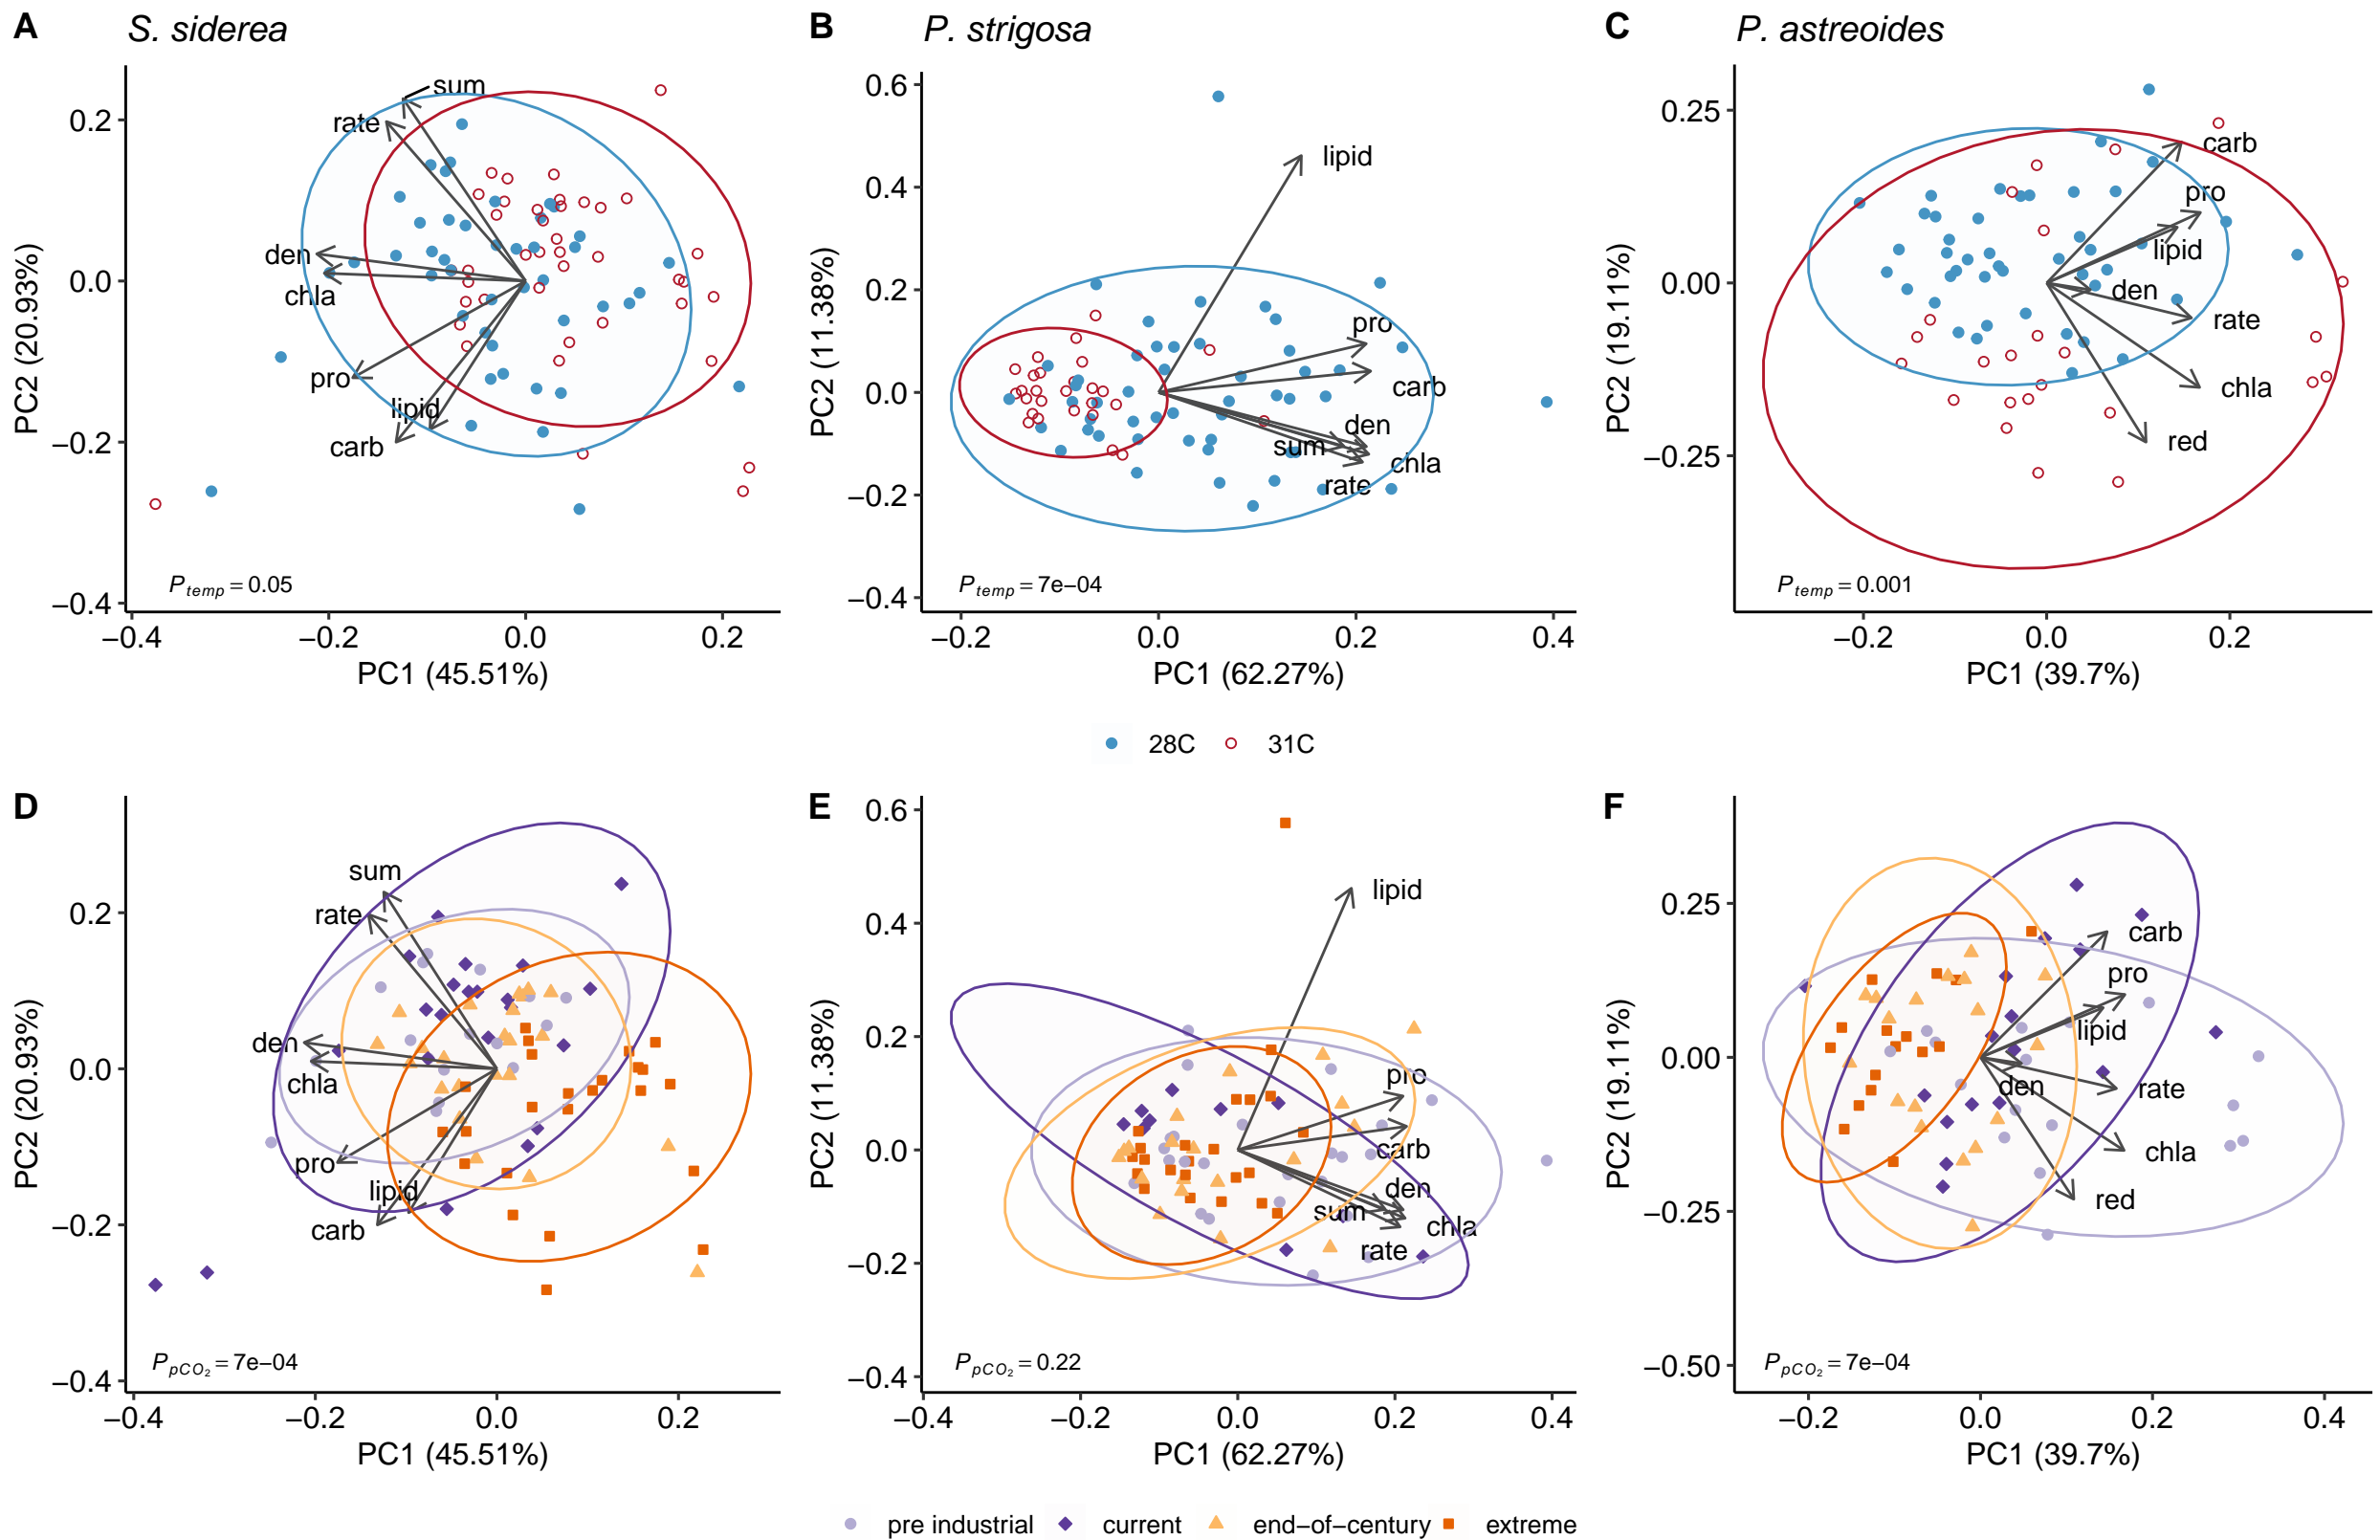 A S. siderea
B P. strigosa
C P. astreoides
PC2 (20.93%)
0.2
0.0
−0.2
−0.4
sum
rate
den
chla
pro
lipid
carb
P temp = 0.05
−0.4 −0.2 0.0 0.2
PC1 (45.51%)
PC2 (11.38%)
0.6
0.4
0.2
0.0
−0.2
−0.4
lipid
pro
carb
den
sum
chla
rate
P temp = 7e−04
−0.2 0.0 0.2 0.4
PC1 (62.27%)
PC2 (19.11%)
0.25
0.00
−0.25
carb
pro
lipid
den
rate
chla
red
P temp = 0.001
−0.2 0.0 0.2
PC1 (39.7%)
28C 31C
D
PC2 (20.93%)
0.2
0.0
−0.2
−0.4
sum
rate
den
chla
pro
lipid
carb
P pCO₂ = 7e−04
−0.4 −0.2 0.0 0.2
PC1 (45.51%)
E
PC2 (11.38%)
0.6
0.4
0.2
0.0
−0.2
−0.4
lipid
pro
carb
den
sum
chla
rate
P pCO₂ = 0.22
−0.4 −0.2 0.0 0.2 0.4
PC1 (62.27%)
F
PC2 (19.11%)
0.25
0.00
−0.25
−0.50
carb
pro
lipid
den
rate
chla
red
P pCO₂ = 7e−04
−0.2 0.0 0.2 0.4
PC1 (39.7%)
pre industrial current end−of−century extreme